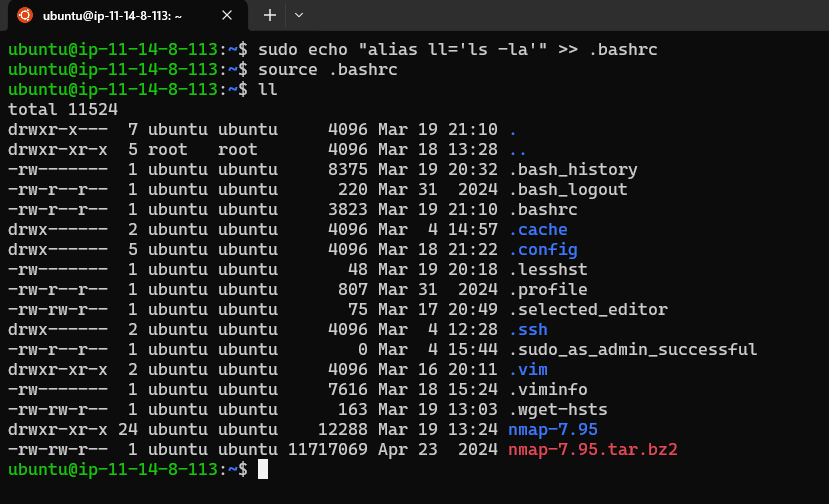 ubuntu@ip-11-14-8-113: ~
ubuntu@ip-11-14-8-113:~$ sudo echo "alias ll='ls -la'" >> .bashrc
ubuntu@ip-11-14-8-113:~$ source .bashrc
ubuntu@ip-11-14-8-113:~$ ll
total 11524
drwxr-x---  7 ubuntu ubuntu     4096 Mar 19 21:10 .
drwxr-xr-x  5 root   root       4096 Mar 18 13:28 ..
-rw-------  1 ubuntu ubuntu     8375 Mar 19 20:32 .bash_history
-rw-r--r--  1 ubuntu ubuntu      220 Mar 31  2024 .bash_logout
-rw-r--r--  1 ubuntu ubuntu     3823 Mar 19 21:10 .bashrc
drwx------  2 ubuntu ubuntu     4096 Mar  4 14:57 .cache
drwx------  5 ubuntu ubuntu     4096 Mar 18 21:22 .config
-rw-------  1 ubuntu ubuntu       48 Mar 19 20:18 .lesshst
-rw-r--r--  1 ubuntu ubuntu      807 Mar 31  2024 .profile
-rw-rw-r--  1 ubuntu ubuntu       75 Mar 17 20:49 .selected_editor
drwx------  2 ubuntu ubuntu     4096 Mar  4 12:28 .ssh
-rw-r--r--  1 ubuntu ubuntu        0 Mar  4 15:44 .sudo_as_admin_successful
drwxr-xr-x  2 ubuntu ubuntu     4096 Mar 16 20:11 .vim
-rw-------  1 ubuntu ubuntu     7616 Mar 18 15:24 .viminfo
-rw-rw-r--  1 ubuntu ubuntu      163 Mar 19 13:03 .wget-hsts
drwxr-xr-x 24 ubuntu ubuntu    12288 Mar 19 13:24 nmap-7.95
-rw-rw-r--  1 ubuntu ubuntu 11717069 Apr 23  2024 nmap-7.95.tar.bz2
ubuntu@ip-11-14-8-113:~$